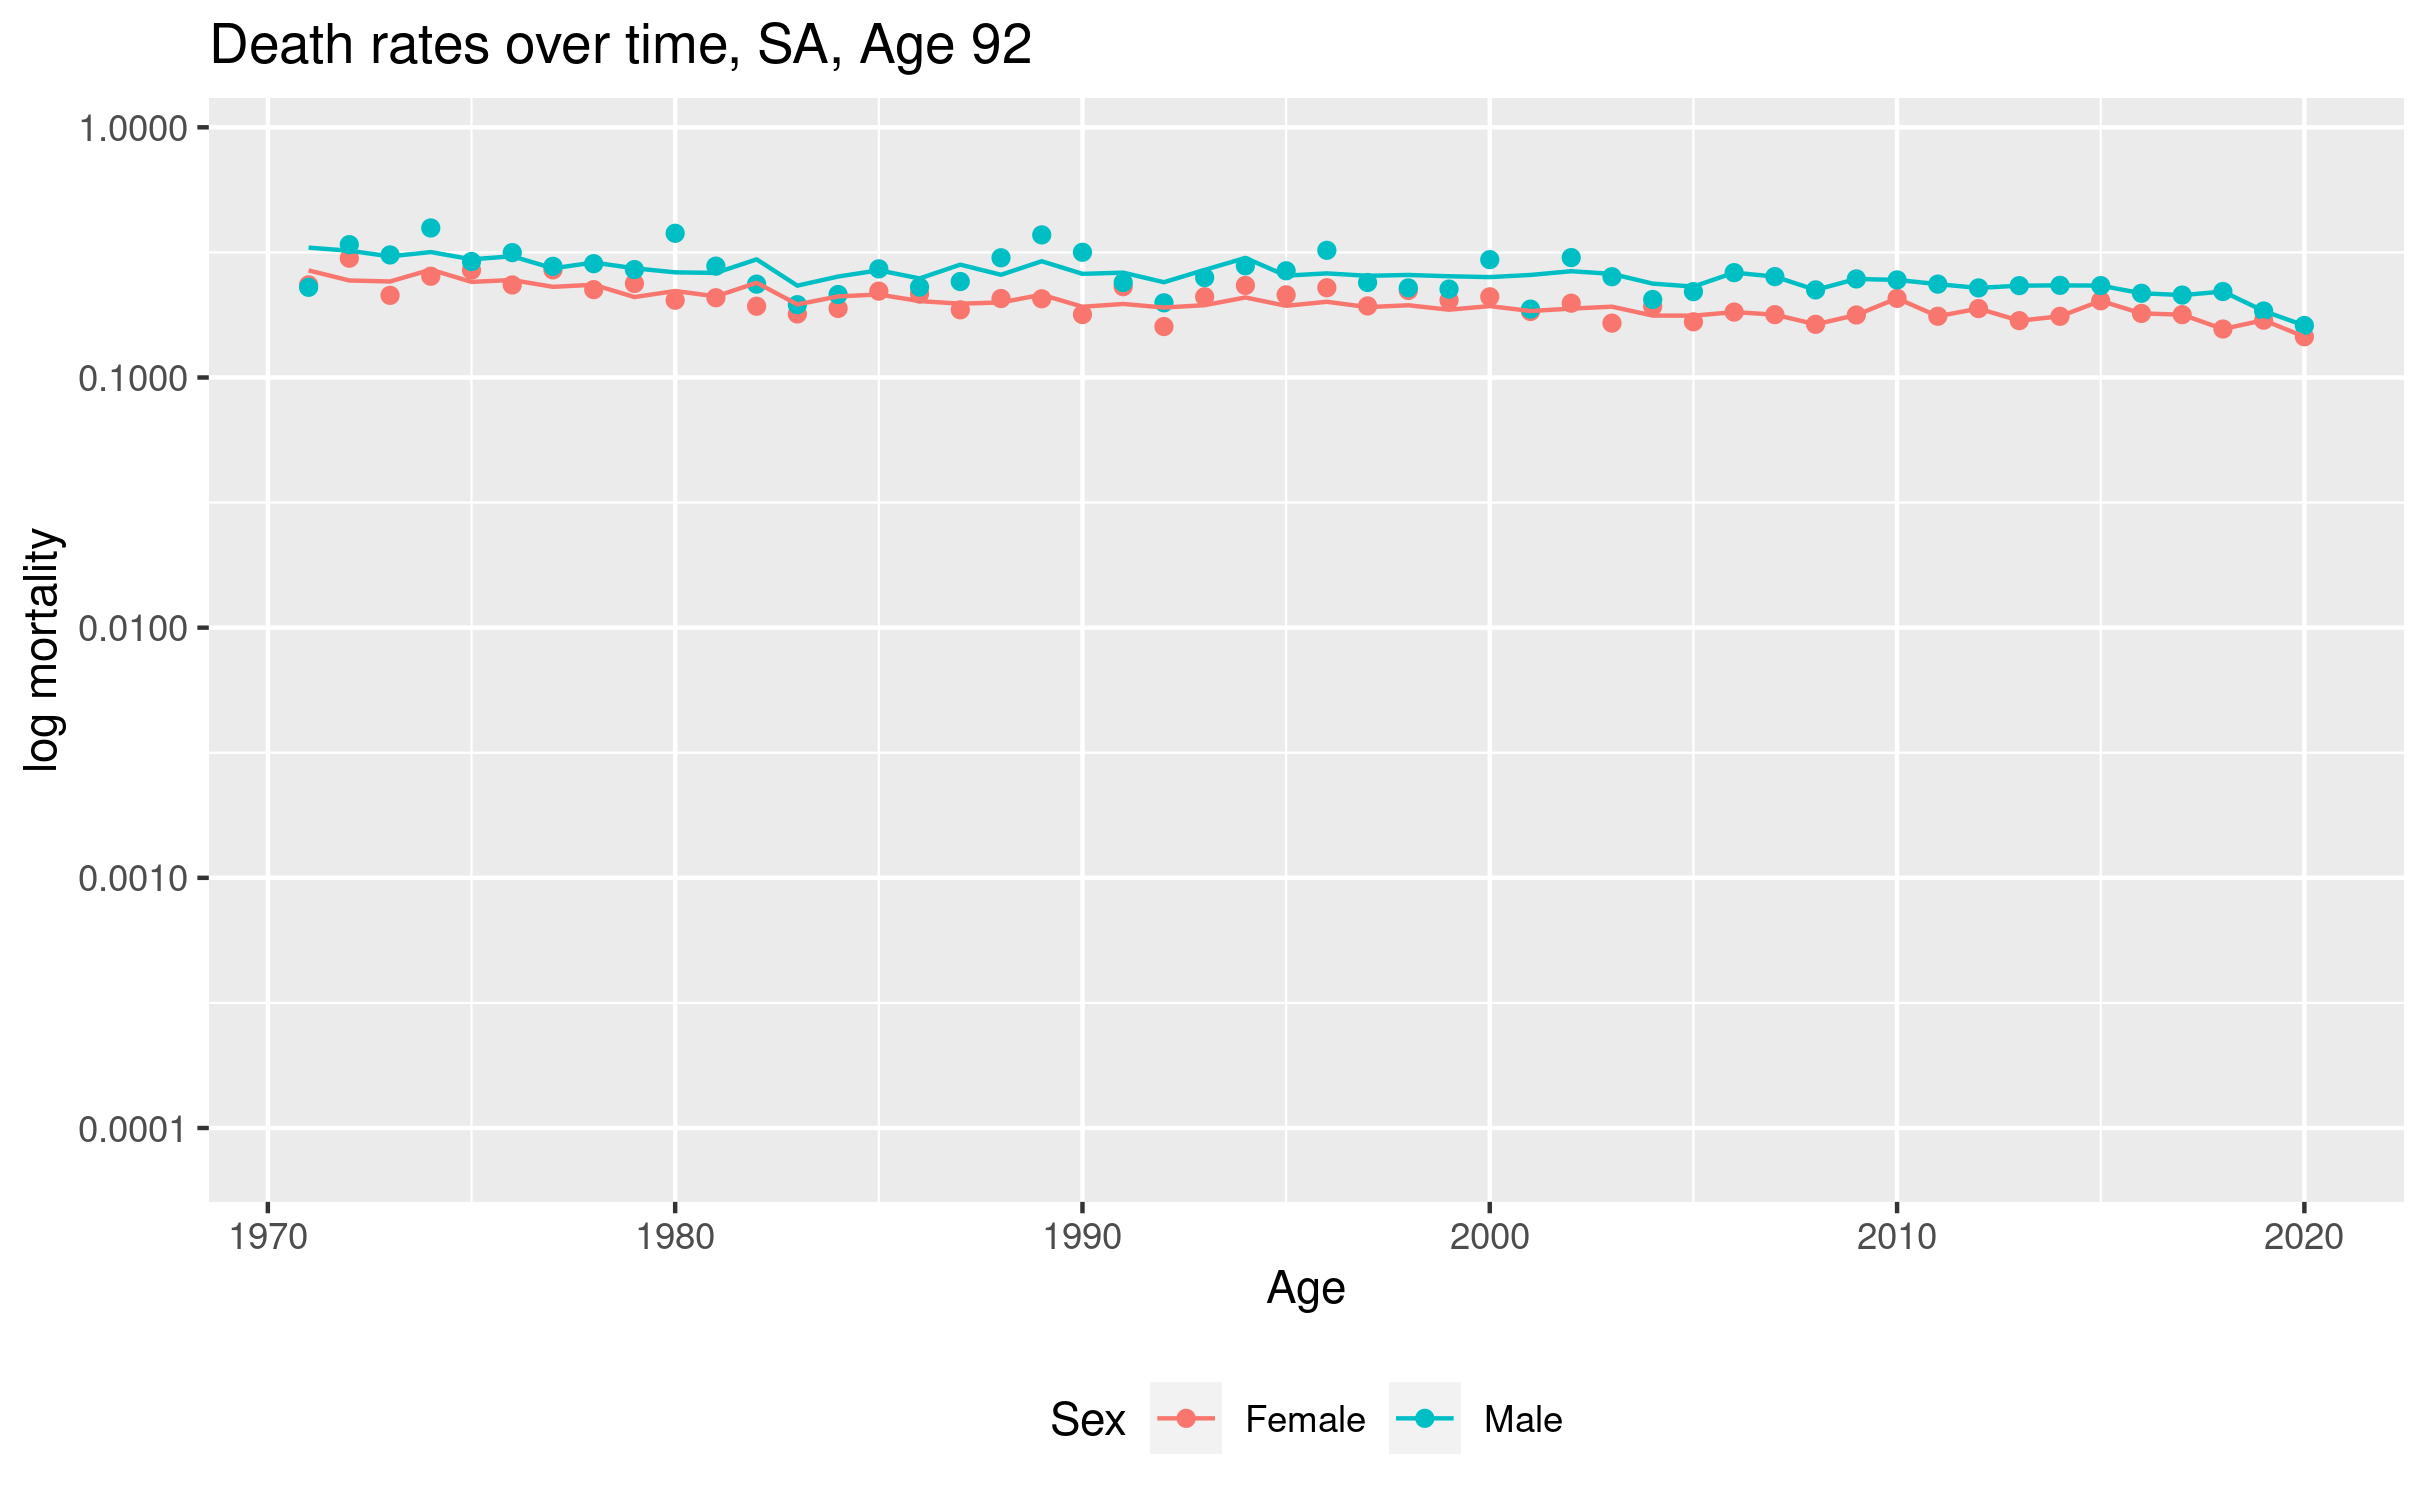 Death rates over time, SA, Age 92
1.0000
0.1000
0.0100
0.0010
0.0001
log mortality
1970 1980 1990 2000 2010 2020
Age
Sex Female Male